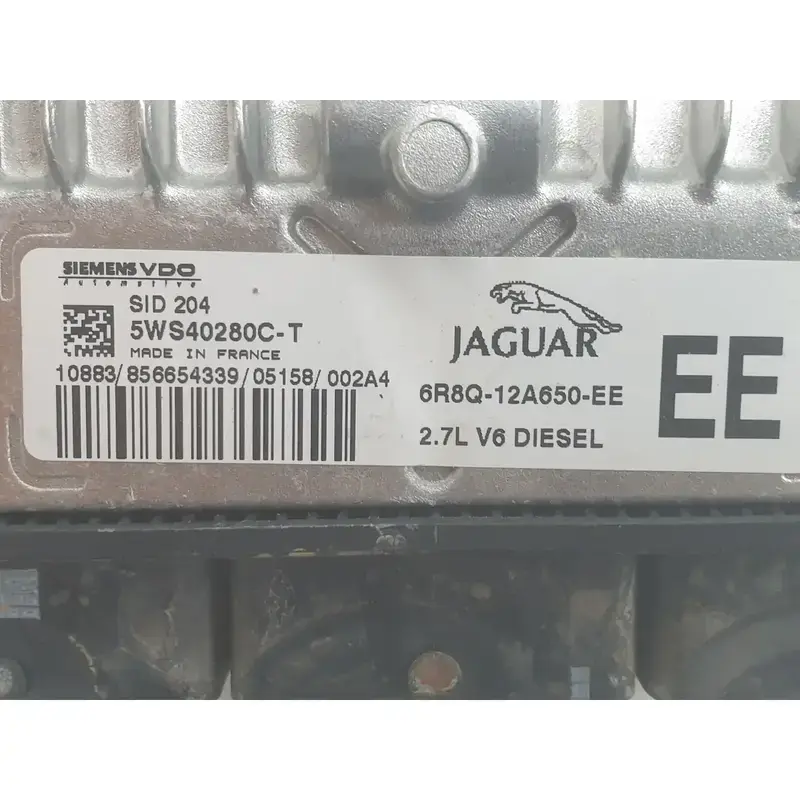 SIEMENS VDO
Automotive
SID 204
5WS40280C-T
MADE IN FRANCE
10883/856654339/05158/002A4
JAGUAR
6R8Q-12A650-EE
2.7L V6 DIESEL
EE